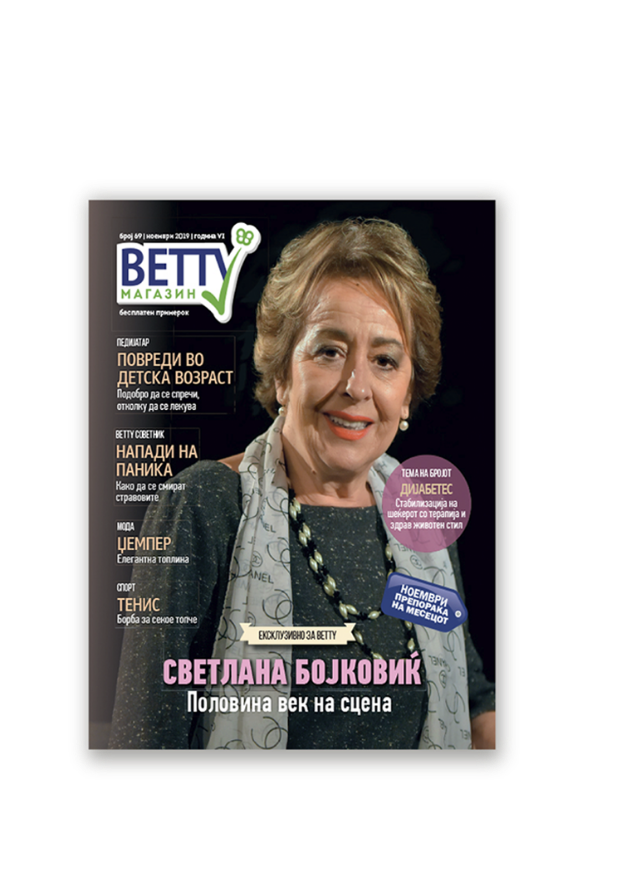 број 69 | ноември 2019 | година VI
BETTY
МАГАЗИН
бесплатен примерок
ПЕДИЈАТАР
ПОВРЕДИ ВО
ДЕТСКА ВОЗРАСТ
Подобро да се спречи,
отколку да се лекува
BETTY СОВЕТНИК
НАПАДИ НА
ПАНИКА
Како да се смират
стравовите
МОДА
ЏЕМПЕР
Елегантна топлина
СПОРТ
ТЕНИС
Борба за секое топче
ТЕМА НА БРОЈОТ
ДИЈАБЕТЕС
Стабилизација на
шеќерот со терапија и
здрав животен стил
НОЕМВРИ
ПРЕПОРАКА
НА МЕСЕЦОТ
ЕКСКЛУЗИВНО ЗА BETTY
СВЕТЛАНА БОЈКОВИЌ
Половина век на сцена
CHANEL